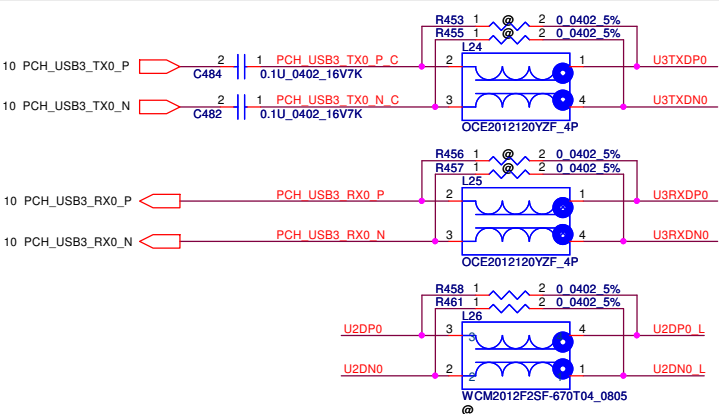 R453 1 @ 2 0_0402_5%
R455 1 @ 2 0_0402_5%
L24
10 PCH_USB3_TX0_P 2 1 PCH_USB3_TX0_P_C 2 1 U3TXDP0
C484 0.1U_0402_16V7K
10 PCH_USB3_TX0_N 2 1 PCH_USB3_TX0_N_C 3 4 U3TXDN0
C482 0.1U_0402_16V7K
OCE2012120YZF_4P
R456 1 @ 2 0_0402_5%
R457 1 @ 2 0_0402_5%
L25
10 PCH_USB3_RX0_P PCH_USB3_RX0_P 2 1 U3RXDP0
10 PCH_USB3_RX0_N PCH_USB3_RX0_N 3 4 U3RXDN0
OCE2012120YZF_4P
R458 1 2 0_0402_5%
R461 1 2 0_0402_5%
L26
U2DP0 3 3 4 U2DP0_L
U2DN0 2 2 1 U2DN0_L
WCM2012F2SF-670T04_0805
@